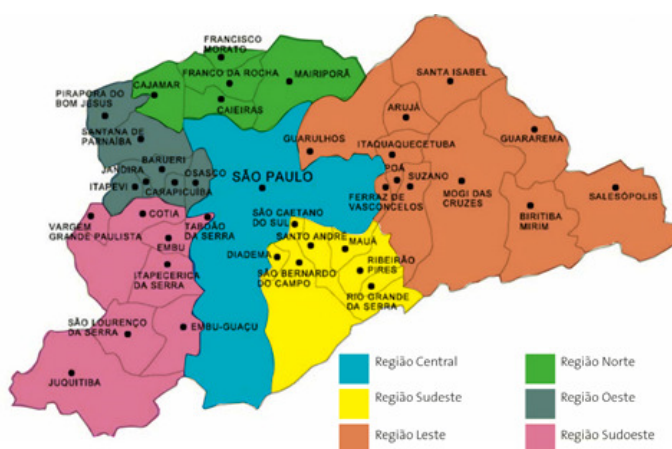 FRANCISCO
MORATO
FRANCO DA ROCHA
MAIRIPORÃ
CAJAMAR
CAIEIRAS
PIRAPORA DO
BOM JESUS
SANTANA DE
PARNAÍBA
BARUERI
JANDIRA
OSASCO
ITAPEVI
CARAPICUÍBA
SANTA ISABEL
ARUJÁ
GUARULHOS
GUARAREMA
ITAQUAQUECETUBA
POÁ
SUZANO
FERRAZ DE
VASCONCELOS
MOGI DAS
CRUZES
SALESÓPOLIS
BIRITIBA
MIRIM
SÃO PAULO
COTIA
VARGEM
GRANDE PAULISTA
TABOÃO
DA SERRA
EMBU
ITAPECERICA
DA SERRA
SÃO CAETANO
DO SUL
SANTO ANDRÉ
MAUÁ
DIADEMA
SÃO BERNARDO
DO CAMPO
RIBEIRÃO
PIRES
RIO GRANDE
DA SERRA
SÃO LOURENÇO
DA SERRA
EMBU-GUAÇU
JUQUITIBA
Região Central
Região Norte
Região Sudeste
Região Oeste
Região Leste
Região Sudoeste